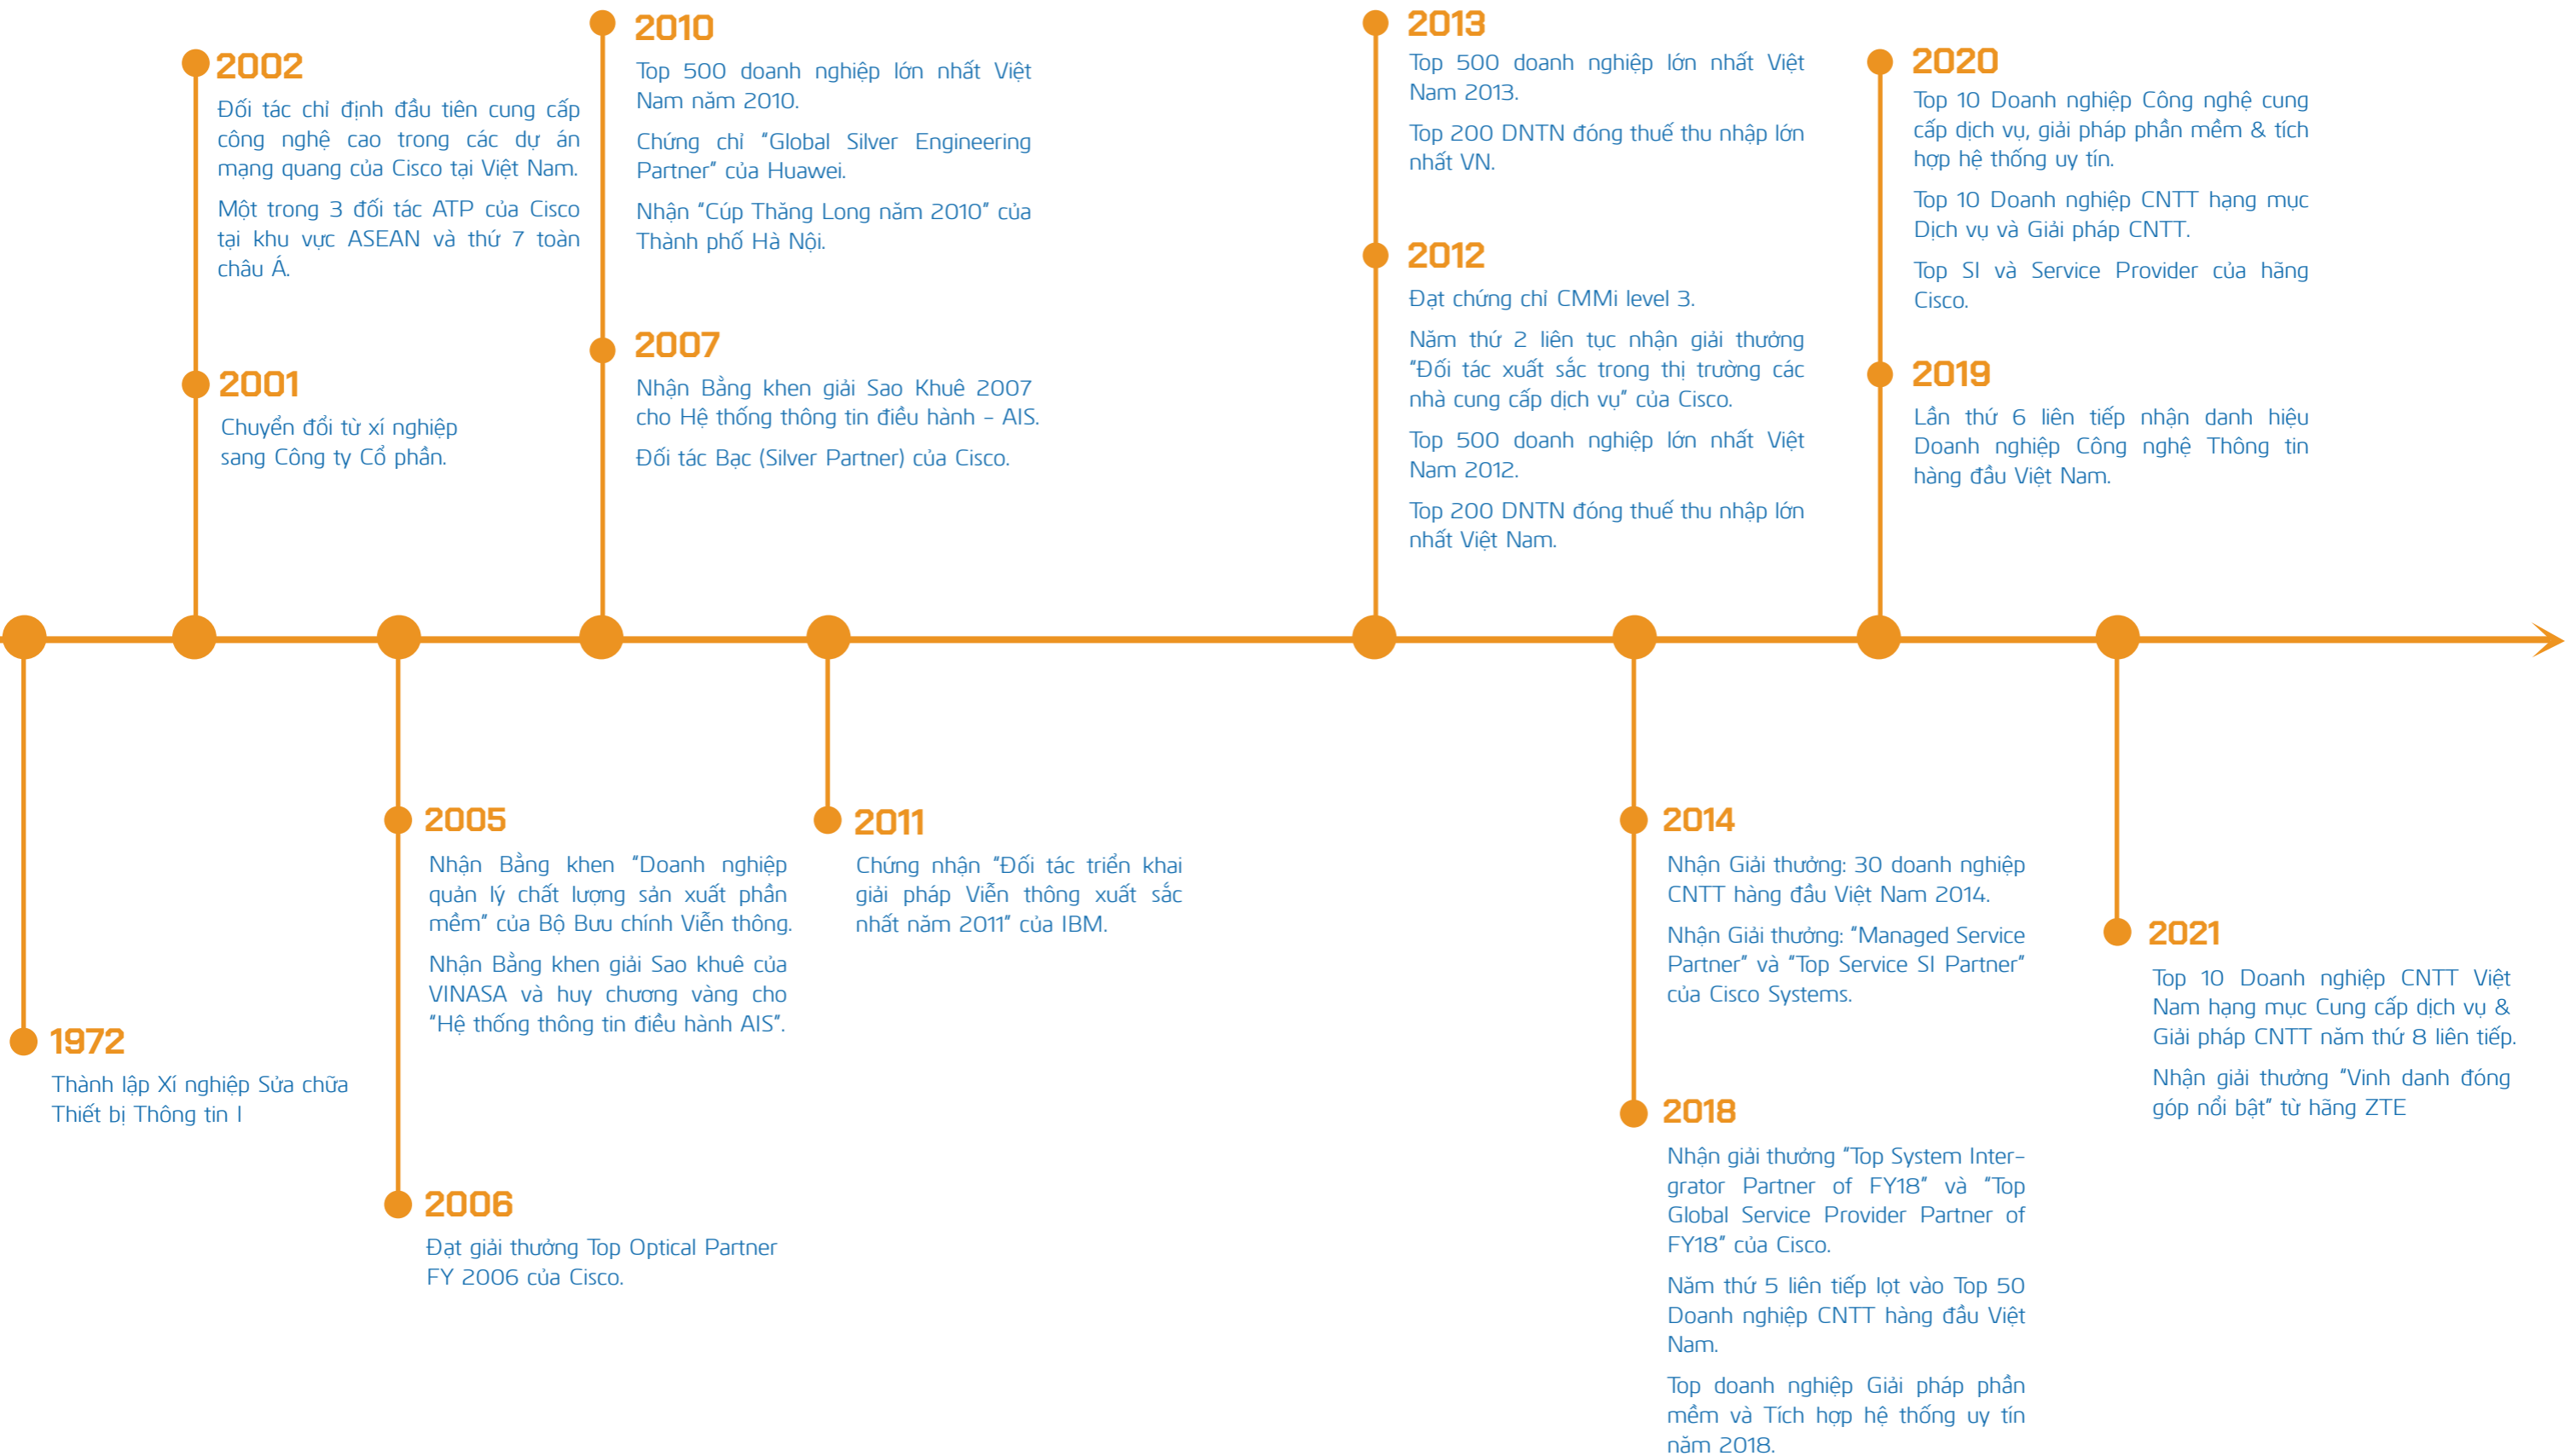 2002
Đối tác chỉ định đầu tiên cung cấp
công nghệ cao trong các dự án
mạng quang của Cisco tại Việt Nam.
Một trong 3 đối tác ATP của Cisco
tại khu vực ASEAN và thứ 7 toàn
châu Á.
2001
Chuyển đổi từ xí nghiệp
sang Công ty Cổ phần.
2010
Top 500 doanh nghiệp lớn nhất Việt
Nam năm 2010.
Chứng chỉ “Global Silver Engineering
Partner” của Huawei.
Nhận “Cúp Thăng Long năm 2010” của
Thành phố Hà Nội.
2007
Nhận Bằng khen giải Sao Khuê 2007
cho Hệ thống thông tin điều hành – AIS.
Đối tác Bạc (Silver Partner) của Cisco.
2013
Top 500 doanh nghiệp lớn nhất Việt
Nam 2013.
Top 200 DNTN đóng thuế thu nhập lớn
nhất VN.
2012
Đạt chứng chỉ CMMi level 3.
Năm thứ 2 liên tục nhận giải thưởng
“Đối tác xuất sắc trong thị trường các
nhà cung cấp dịch vụ” của Cisco.
Top 500 doanh nghiệp lớn nhất Việt
Nam 2012.
Top 200 DNTN đóng thuế thu nhập lớn
nhất Việt Nam.
2020
Top 10 Doanh nghiệp Công nghệ cung
cấp dịch vụ, giải pháp phần mềm & tích
hợp hệ thống uy tín.
Top 10 Doanh nghiệp CNTT hạng mục
Dịch vụ và Giải pháp CNTT.
Top SI và Service Provider của hãng
Cisco.
2019
Lần thứ 6 liên tiếp nhận danh hiệu
Doanh nghiệp Công nghệ Thông tin
hàng đầu Việt Nam.
1972
Thành lập Xí nghiệp Sửa chữa
Thiết bị Thông tin I
2005
Nhận Bằng khen “Doanh nghiệp
quản lý chất lượng sản xuất phần
mềm” của Bộ Bưu chính Viễn thông.
Nhận Bằng khen giải Sao khuê của
VINASA và huy chương vàng cho
“Hệ thống thông tin điều hành AIS”.
2006
Đạt giải thưởng Top Optical Partner
FY 2006 của Cisco.
2011
Chứng nhận “Đối tác triển khai
giải pháp Viễn thông xuất sắc
nhất năm 2011” của IBM.
2014
Nhận Giải thưởng: 30 doanh nghiệp
CNTT hàng đầu Việt Nam 2014.
Nhận Giải thưởng: “Managed Service
Partner” và “Top Service SI Partner”
của Cisco Systems.
2018
Nhận giải thưởng “Top System Inter-
grator Partner of FY18” và “Top
Global Service Provider Partner of
FY18” của Cisco.
Năm thứ 5 liên tiếp lọt vào Top 50
Doanh nghiệp CNTT hàng đầu Việt
Nam.
Top doanh nghiệp Giải pháp phần
mềm và Tích hợp hệ thống uy tín
năm 2018.
2021
Top 10 Doanh nghiệp CNTT Việt
Nam hạng mục Cung cấp dịch vụ &
Giải pháp CNTT năm thứ 8 liên tiếp.
Nhận giải thưởng “Vinh danh đóng
góp nổi bật” từ hãng ZTE